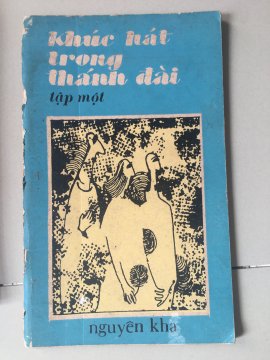 khúc hát
trong
thánh đài
tập một
nguyên kha